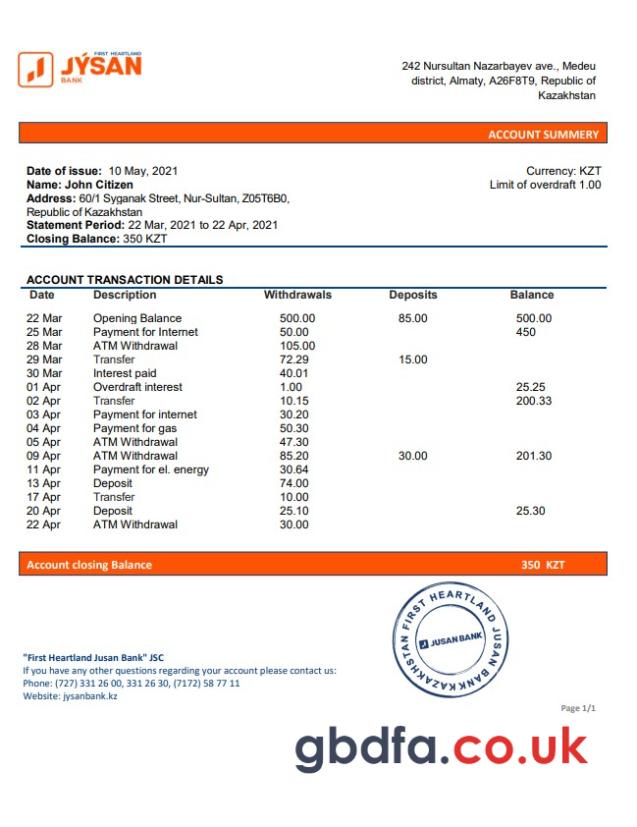 FIRST HEARTLAND
JÝSAN
BANK
242 Nursultan Nazarbayev ave., Medeu
district, Almaty, A26F8T9, Republic of
Kazakhstan
ACCOUNT SUMMERY
Date of issue: 10 May, 2021
Currency: KZT
Name: John Citizen
Limit of overdraft 1.00
Address: 60/1 Syganak Street, Nur-Sultan, Z05T6B0,
Republic of Kazakhstan
Statement Period: 22 Mar, 2021 to 22 Apr, 2021
Closing Balance: 350 KZT
ACCOUNT TRANSACTION DETAILS
Date Description Withdrawals Deposits Balance
22 Mar Opening Balance 500.00 85.00 500.00
25 Mar Payment for Internet 50.00 450
28 Mar ATM Withdrawal 105.00
29 Mar Transfer 72.29 15.00
30 Mar Interest paid 40.01
01 Apr Overdraft interest 1.00 25.25
02 Apr Transfer 10.15 200.33
03 Apr Payment for internet 30.20
04 Apr Payment for gas 50.30
05 Apr ATM Withdrawal 47.30
09 Apr ATM Withdrawal 85.20 30.00 201.30
11 Apr Payment for el. energy 30.64
13 Apr Deposit 74.00
17 Apr Transfer 10.00
20 Apr Deposit 25.10 25.30
22 Apr ATM Withdrawal 30.00
Account closing Balance 350 KZT
FIRST HEARTLAND JUSAN BANK KAZAKHSTAN
JUSAN BANK
"First Heartland Jusan Bank" JSC
If you have any other questions regarding your account please contact us:
Phone: (727) 331 26 00, 331 26 30, (7172) 58 77 11
Website: jysanbank.kz
Page 1/1
gbdfa.co.uk